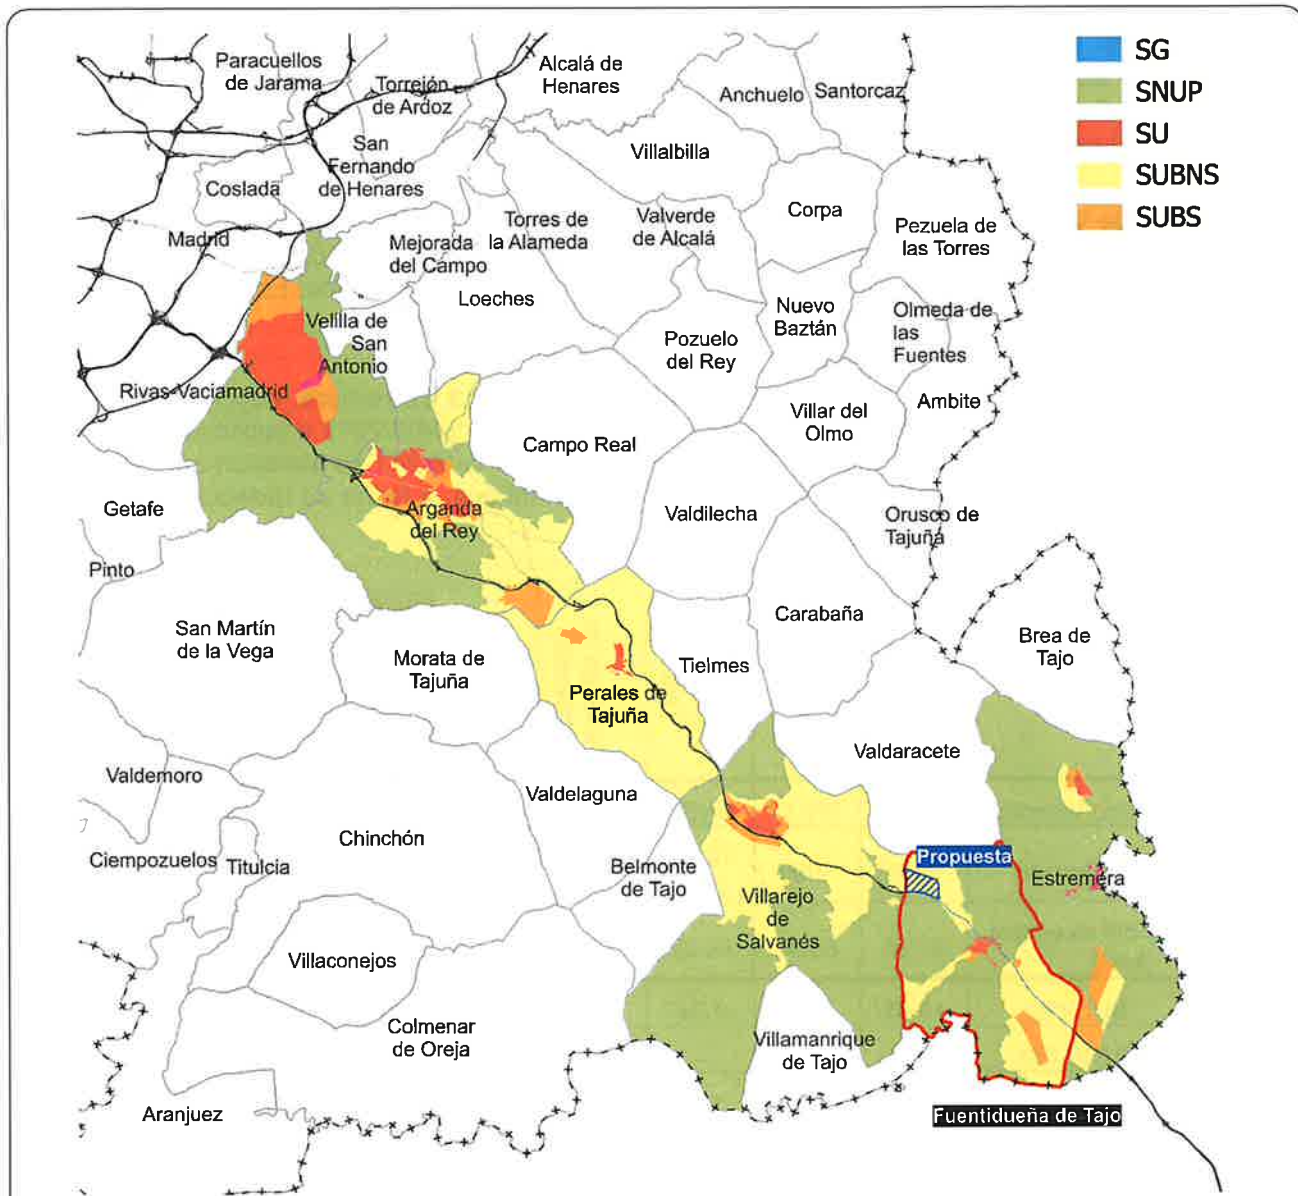 SG
SNUP
SU
SUBNS
SUBS
Paracuellos
de Jarama
Torrejón
de Ardoz
Alcalá de
Henares
Anchuelo
Santorcaz
San
Fernando
de Henares
Villalbilla
Coslada
Corpa
Torres de
la Alameda
Valverde
de Alcalá
Pezuela de
las Torres
Madrid
Mejorada
del Campo
Loeches
Nuevo
Baztán
Olmeda de
las
Fuentes
Velilla de
San
Antonio
Pozuelo
del Rey
Rivas-Vaciamadrid
Ambite
Villar del
Olmo
Campo Real
Getafe
Arganda
del Rey
Valdilecha
Orusco de
Tajuña
Pinto
San Martín
de la Vega
Carabaña
Brea de
Tajo
Morata de
Tajuña
Tielmes
Perales de
Tajuña
Valdaracete
Valdemoro
Valdelaguna
Chinchón
Ciempozuelos
Titulcia
Belmonte
de Tajo
Propuesta
Estremera
Villarejo
de
Salvanés
Villaconejos
Colmenar
de Oreja
Villamanrique
de Tajo
Aranjuez
Fuentidueña de Tajo